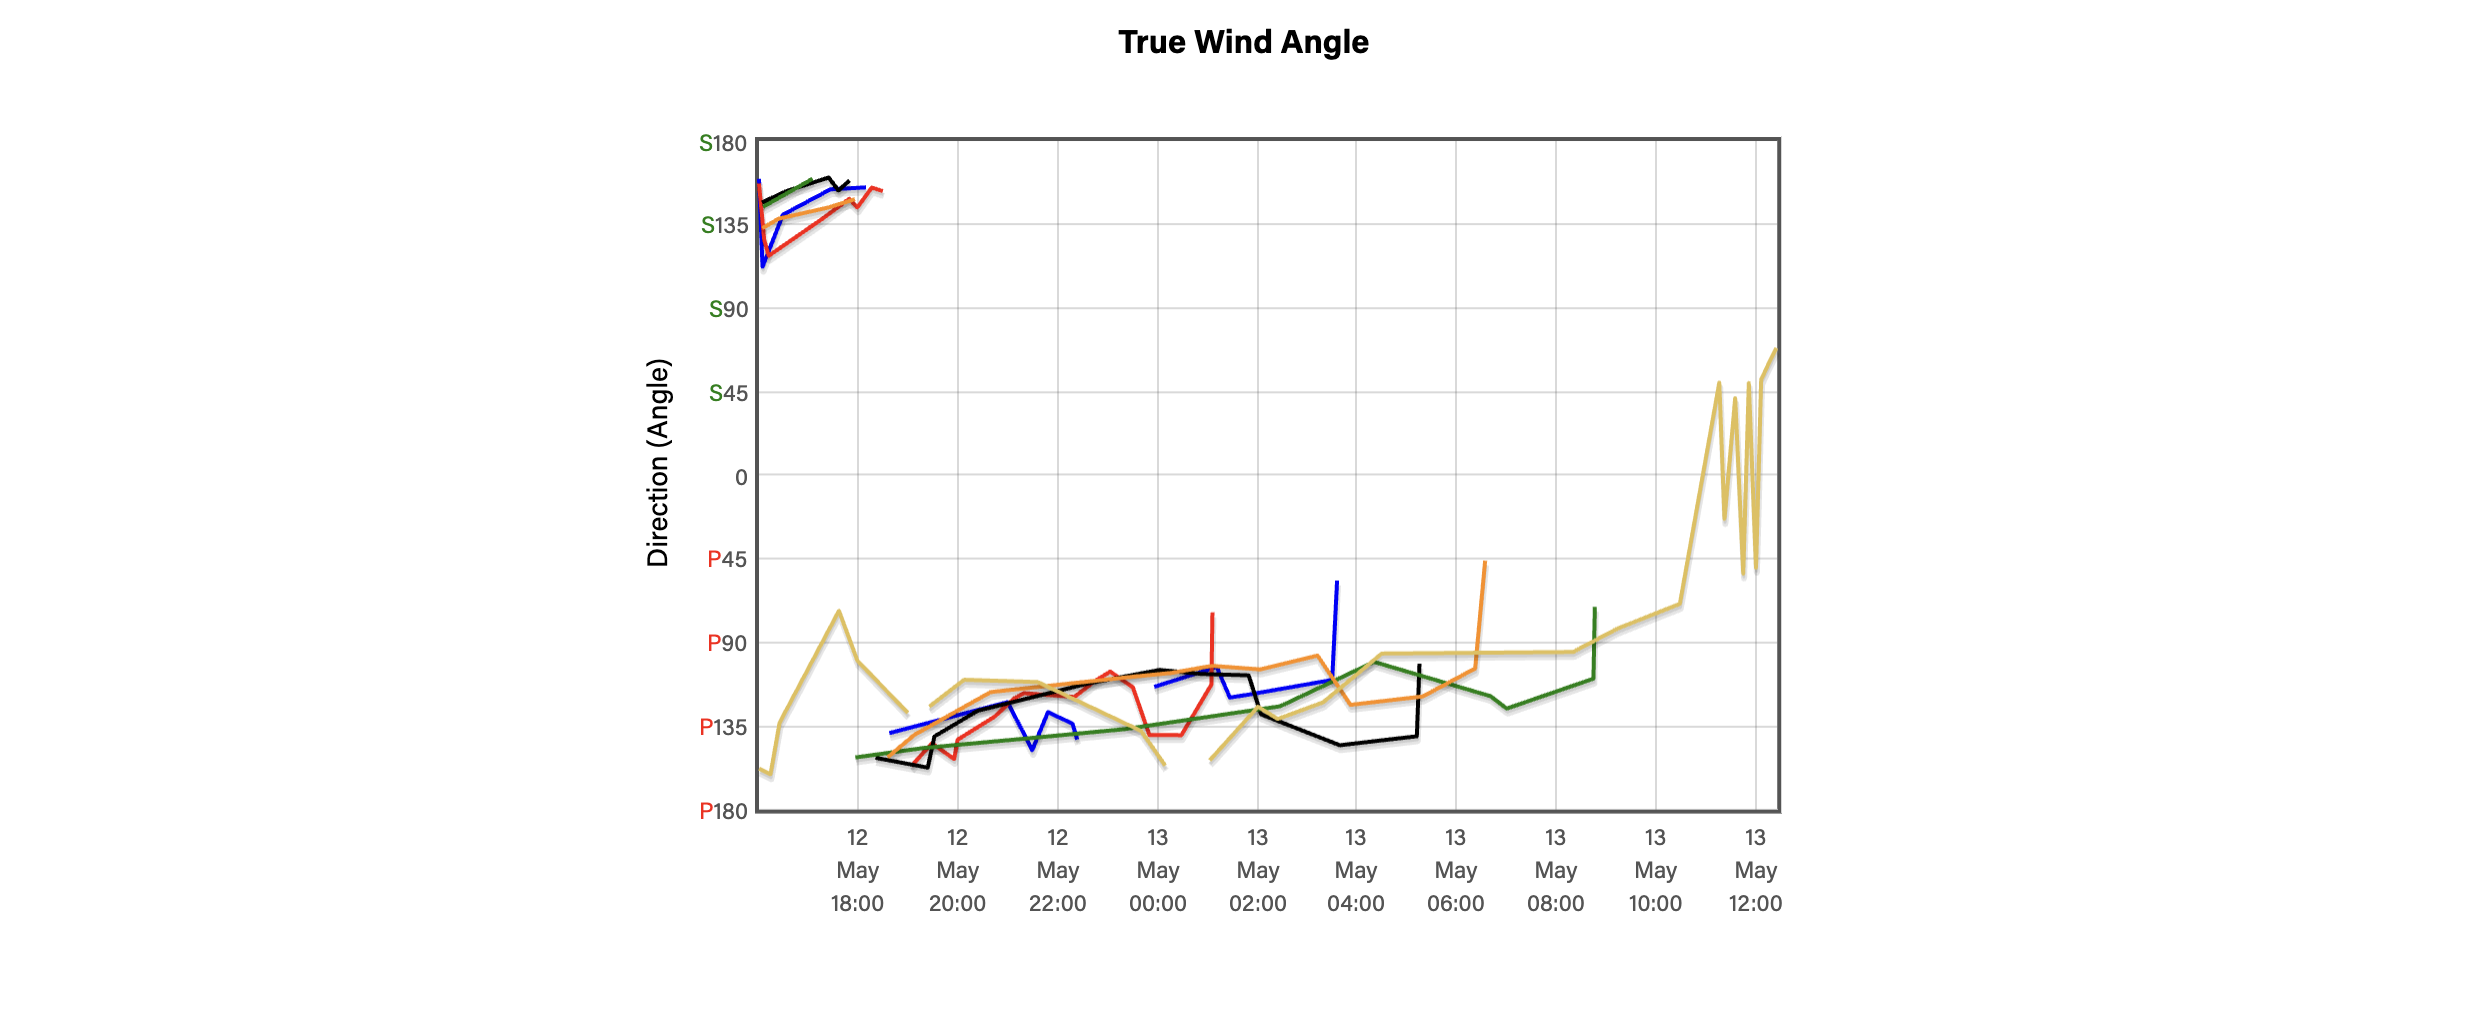 True Wind Angle
Direction (Angle)
S180
S135
S90
S45
0
P45
P90
P135
P180
12 May 18:00
12 May 20:00
12 May 22:00
13 May 00:00
13 May 02:00
13 May 04:00
13 May 06:00
13 May 08:00
13 May 10:00
13 May 12:00